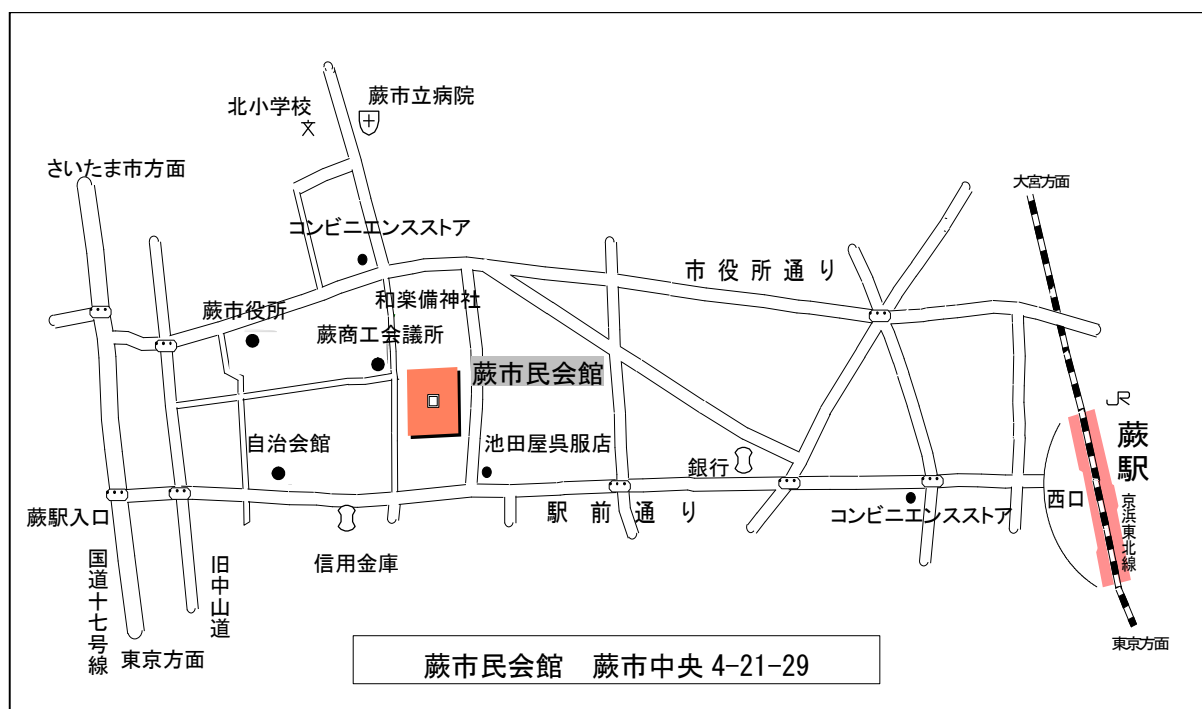 北小学校
蕨市立病院
さいたま市方面
大宮方面
コンビニエンスストア
市役所通り
蕨市役所
和楽備神社
蕨商工会議所
蕨市民会館
JR
蕨駅
京浜東北線
西口
自治会館
池田屋呉服店
銀行
蕨駅入口
駅前通り
コンビニエンスストア
信用金庫
国道十七号線
旧中山道
東京方面
東京方面
蕨市民会館 蕨市中央 4-21-29